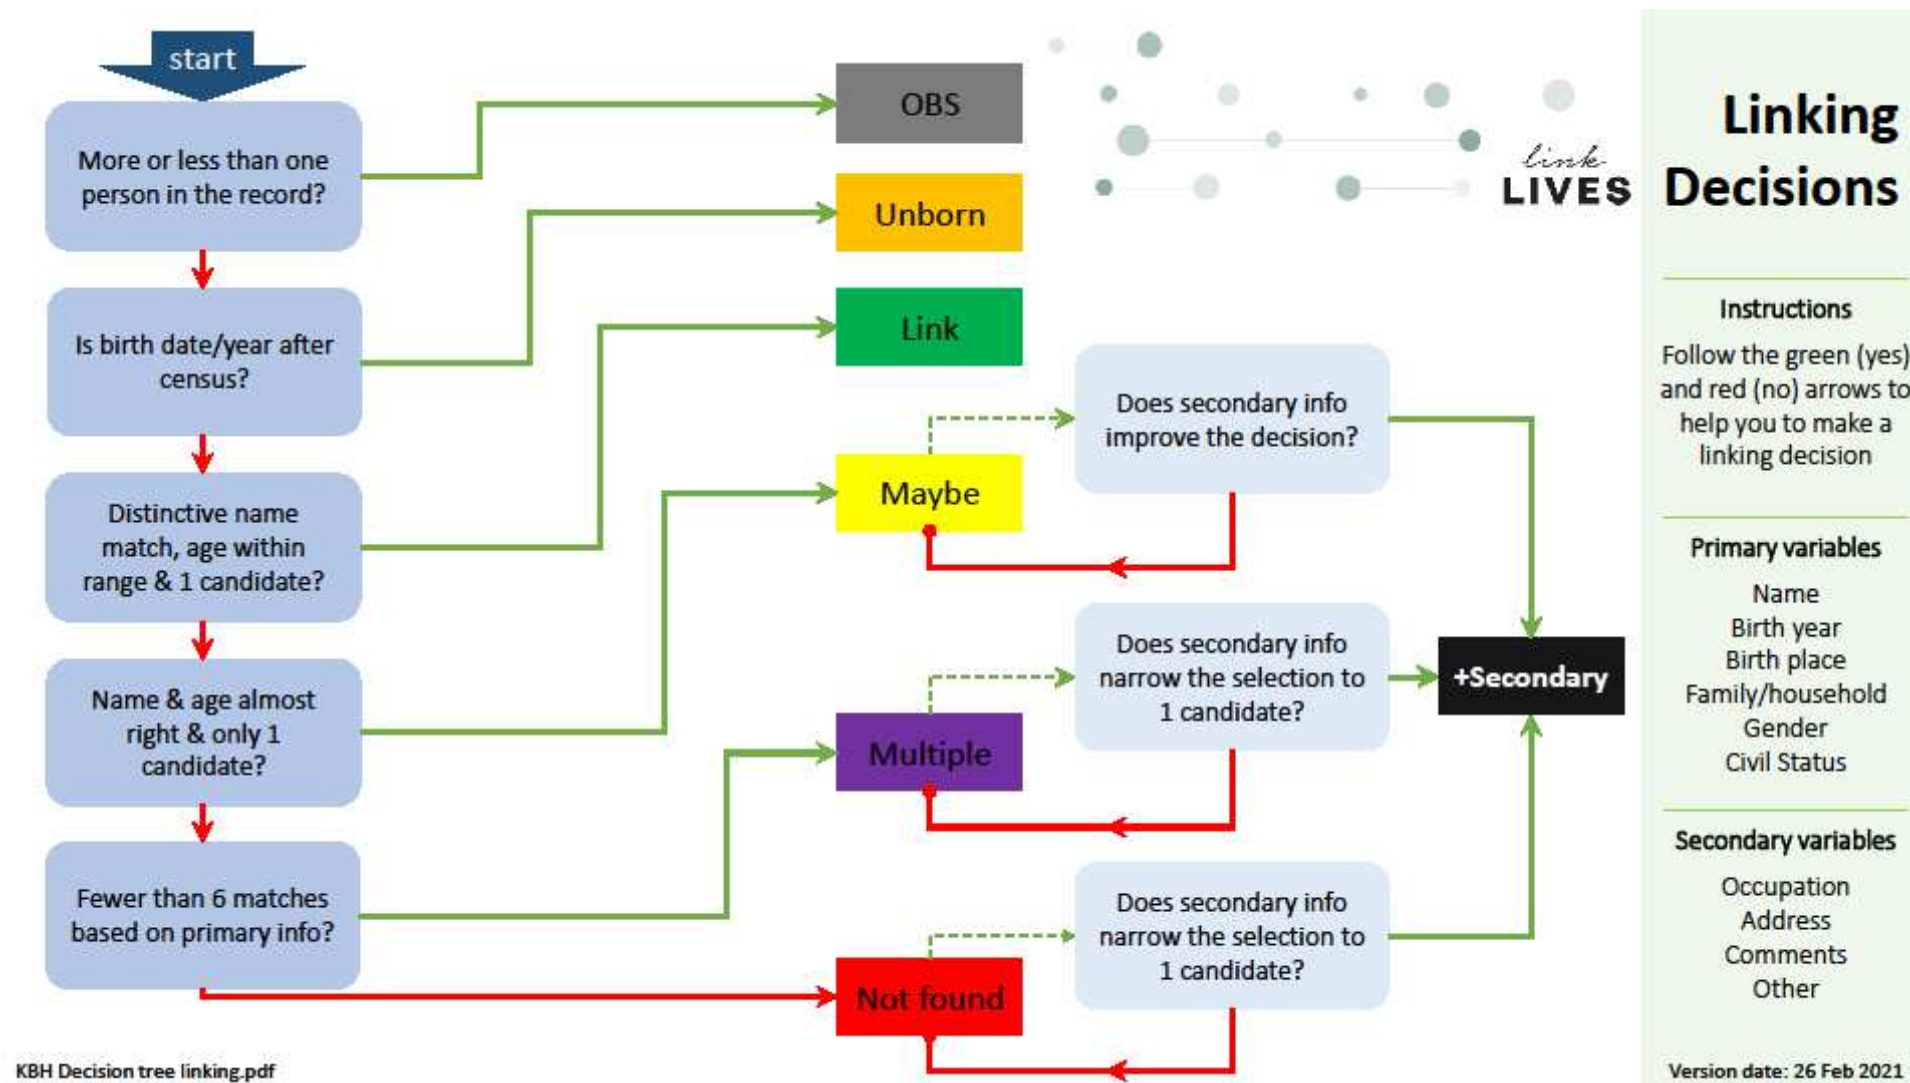 start
More or less than one
person in the record?
Is birth date/year after
census?
Distinctive name
match, age within
range & 1 candidate?
Name & age almost
right & only 1
candidate?
Fewer than 6 matches
based on primary info?
OBS
Unborn
Link
Maybe
Multiple
Not found
Does secondary info
improve the decision?
Does secondary info
narrow the selection to
1 candidate?
Does secondary info
narrow the selection to
1 candidate?
+Secondary
link
LIVES
Linking
Decisions
Instructions
Follow the green (yes)
and red (no) arrows to
help you to make a
linking decision
Primary variables
Name
Birth year
Birth place
Family/household
Gender
Civil Status
Secondary variables
Occupation
Address
Comments
Other
KBH Decision tree linking.pdf
Version date: 26 Feb 2021